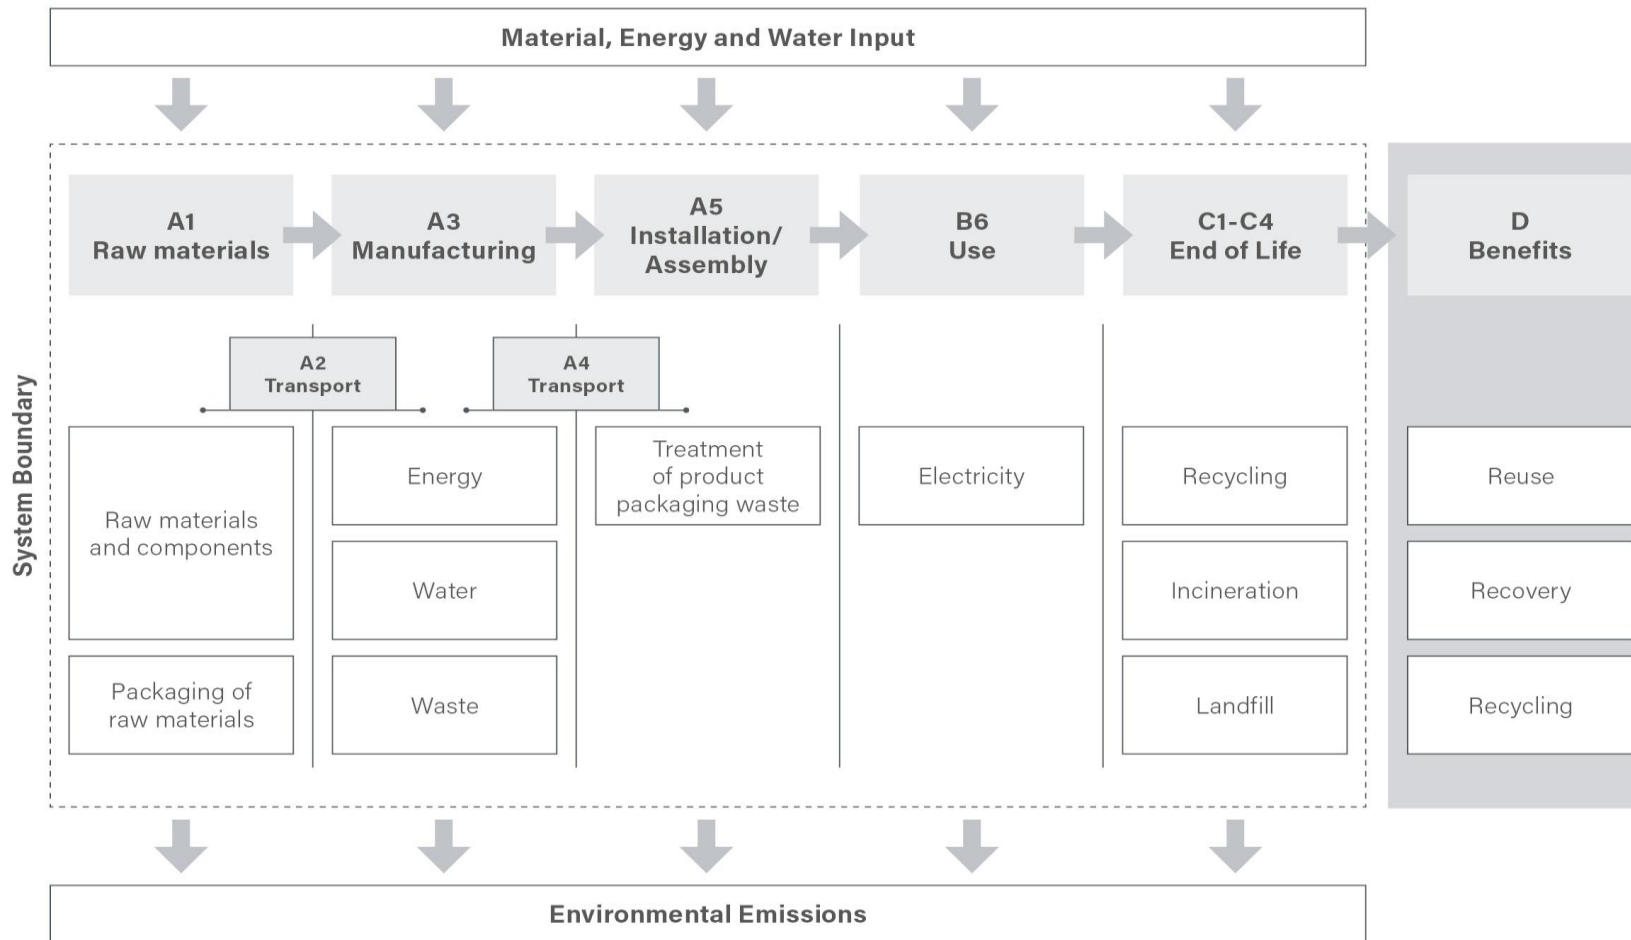 Material, Energy and Water Input
System Boundary
A1
Raw materials
A3
Manufacturing
A5
Installation/
Assembly
B6
Use
C1-C4
End of Life
D
Benefits
A2
Transport
A4
Transport
Raw materials
and components
Packaging of
raw materials
Energy
Water
Waste
Treatment
of product
packaging waste
Electricity
Recycling
Incineration
Landfill
Reuse
Recovery
Recycling
Environmental Emissions